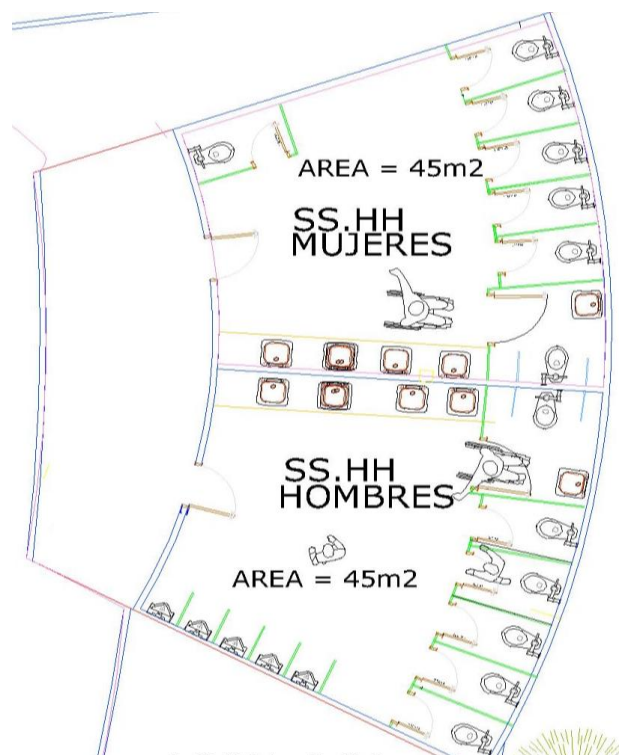 AREA = 45m2
SS.HH
MUJERES
SS.HH
HOMBRES
AREA = 45m2